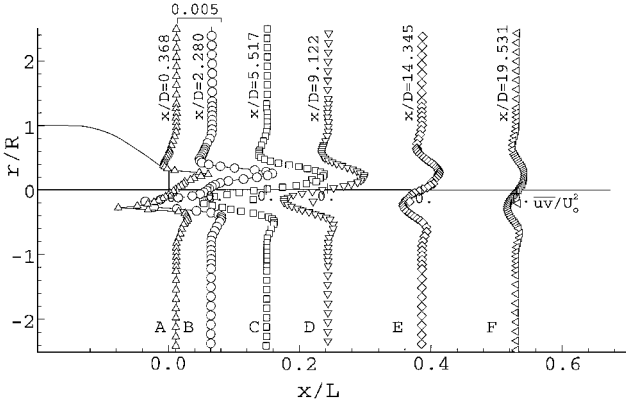 0.005
x/D=0.368
x/D=2.280
x/D=5.517
x/D=9.122
x/D=14.345
x/D=19.531
2
1
0
-1
-2
r/R
0.
0.
0.
0.
uv/U²ₒ
A
B
C
D
E
F
0.0
0.2
0.4
0.6
x/L